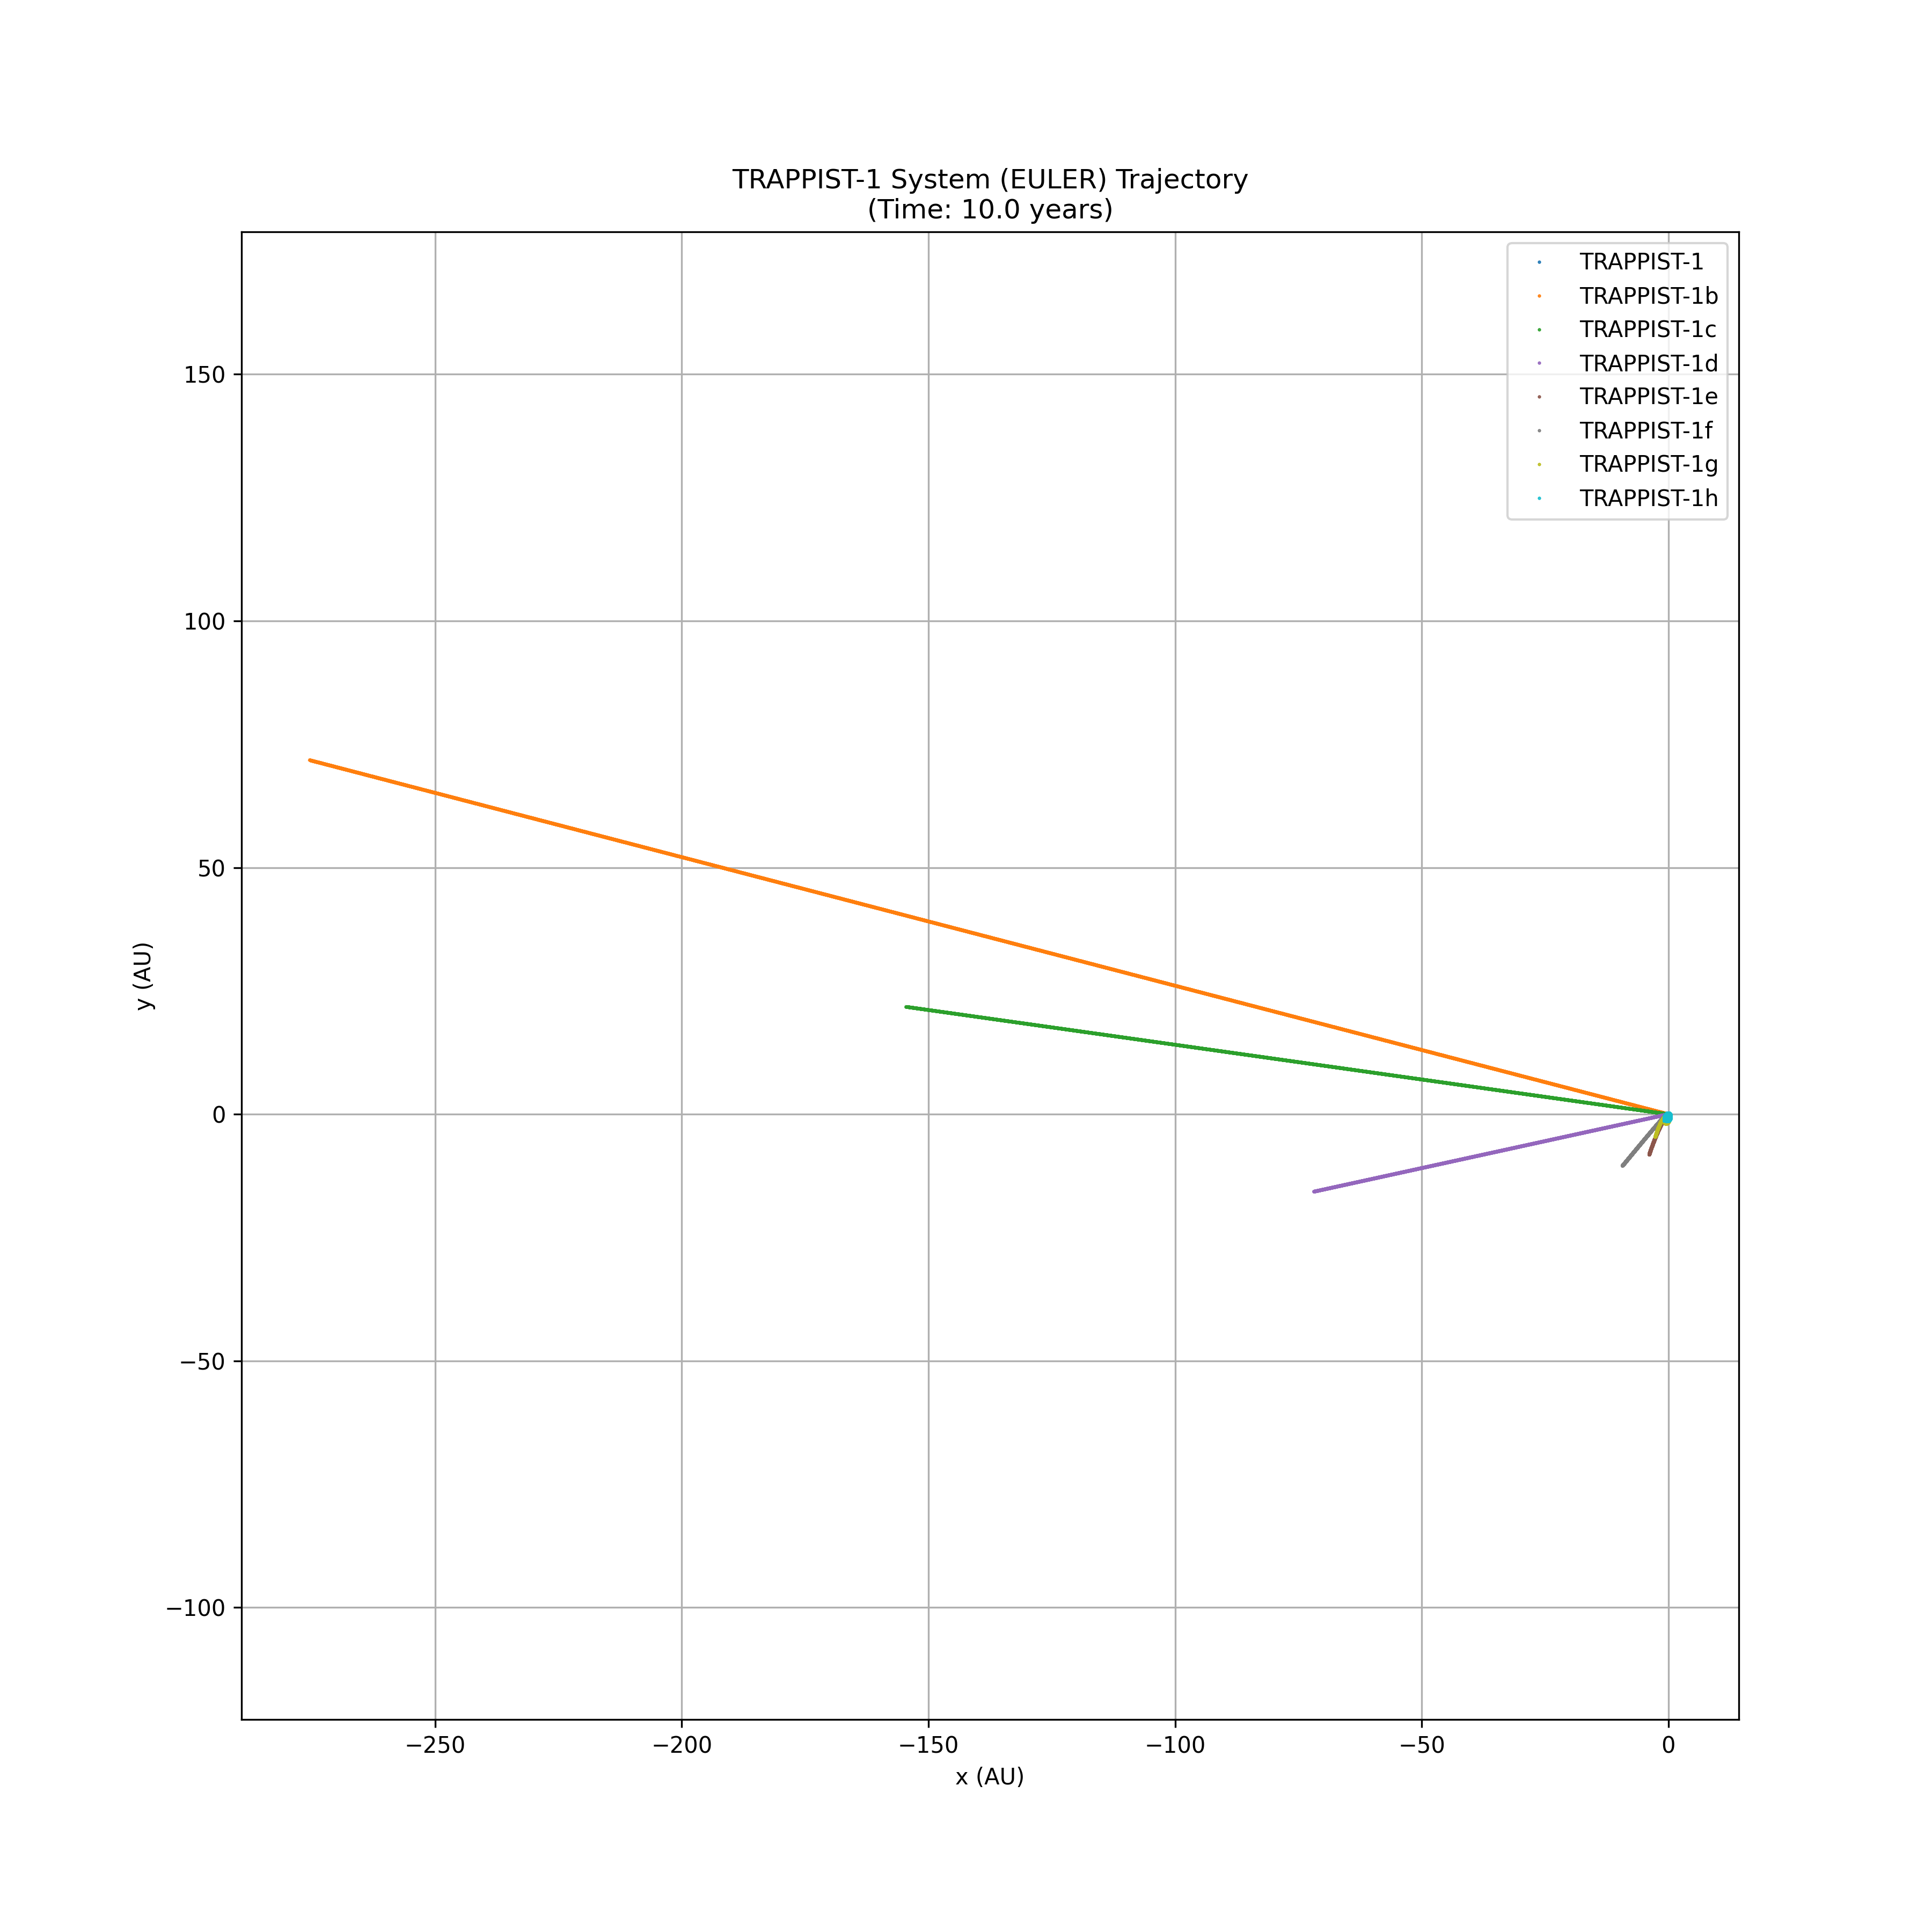 TRAPPIST-1 System (EULER) Trajectory
(Time: 10.0 years)
TRAPPIST-1
TRAPPIST-1b
TRAPPIST-1c
TRAPPIST-1d
TRAPPIST-1e
TRAPPIST-1f
TRAPPIST-1g
TRAPPIST-1h
150
100
50
0
−50
−100
y (AU)
−250 −200 −150 −100 −50 0
x (AU)